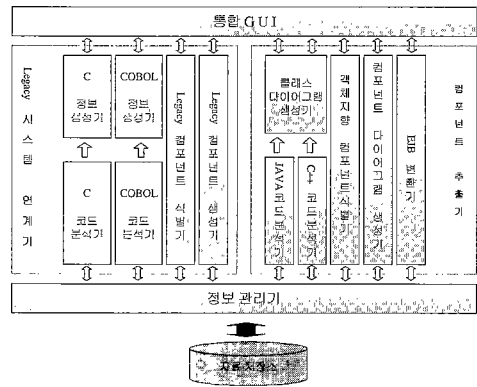 통합 GUI
Legacy 시스템 연계기
C
정보
생성기
COBOL
정보
생성기
C
코드
분석기
COBOL
코드
분석기
Legacy 컴포넌트 식별기
Legacy 컴포넌트 생성기
클래스
다이어그램
생성기
JAVA 코드 분석기
C++ 코드 분석기
객체지향 컴포넌트 식별기
컴포넌트 다이어그램 생성기
EJB 변환기
컴포넌트 추출기
정보 관리기
자료 저장소